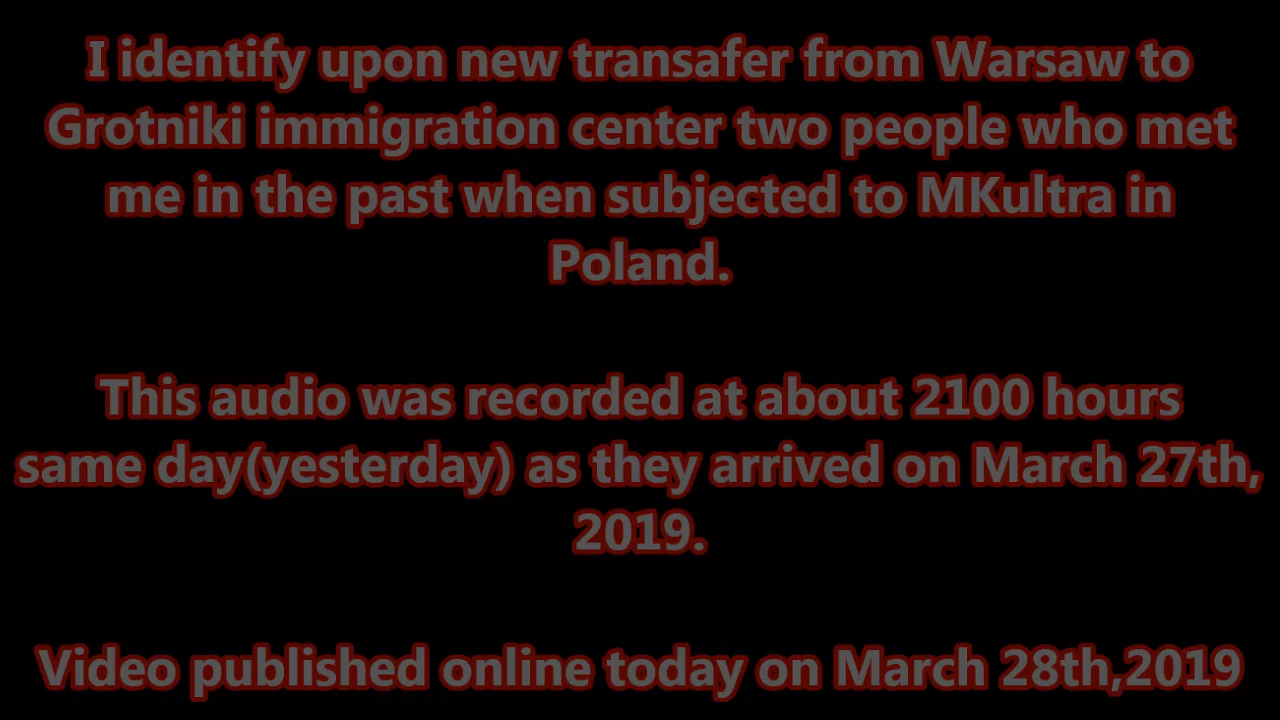 I identify upon new transafer from Warsaw to
Grotniki immigration center two people who met
me in the past when subjected to MKultra in
Poland.
This audio was recorded at about 2100 hours
same day(yesterday) as they arrived on March 27th,
2019.
Video published online today on March 28th,2019